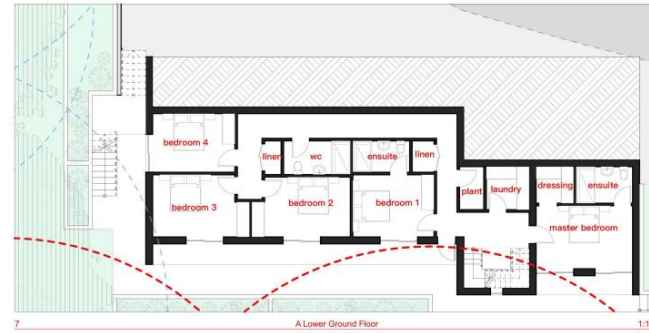 bedroom 4
linen
wc
ensuite
linen
bedroom 3
bedroom 2
bedroom 1
plant
laundry
dressing
ensuite
master bedroom
7
A Lower Ground Floor
1:1